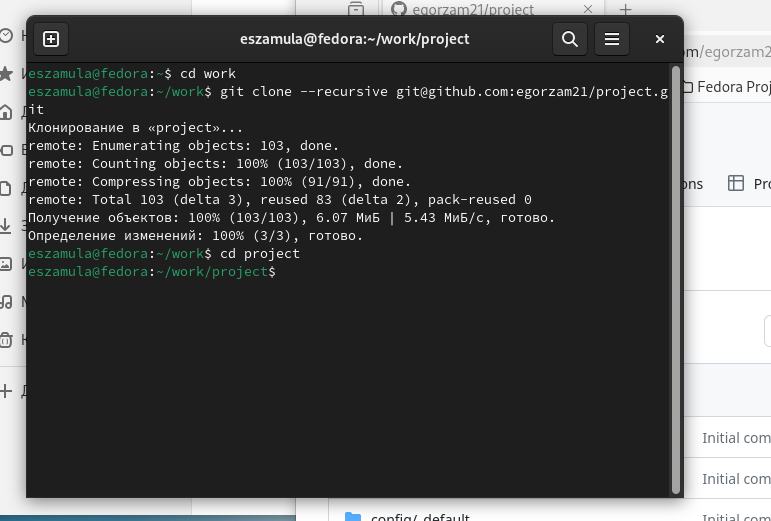 egorzam21/project
eszamula@fedora:~/work/project
om/egorzam2
Fedora Proj
eszamula@fedora:~$ cd work
eszamula@fedora:~/work$ git clone --recursive git@github.com:egorzam21/project.g
it
Клонирование в «project»...
remote: Enumerating objects: 103, done.
remote: Counting objects: 100% (103/103), done.
remote: Compressing objects: 100% (91/91), done.
remote: Total 103 (delta 3), reused 83 (delta 2), pack-reused 0
Получение объектов: 100% (103/103), 6.07 МиБ | 5.43 МиБ/с, готово.
Определение изменений: 100% (3/3), готово.
eszamula@fedora:~/work$ cd project
eszamula@fedora:~/work/project$
ons
Pro
Initial com
Initial com
config/_default
Initial com